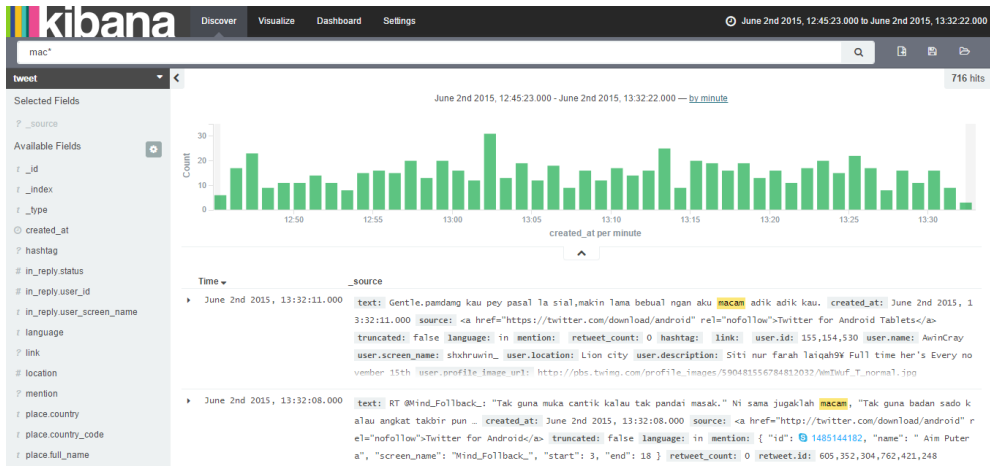 kibana
Discover Visualize Dashboard Settings June 2nd 2015, 12:45:23.000 to June 2nd 2015, 13:32:22.000
mac*
tweet
716 hits
Selected Fields
? _source
Available Fields
t _id
t _index
t _type
created_at
? hashtag
# in_reply.status
# in_reply.user_id
t in_reply.user_screen_name
t language
? link
# location
? mention
t place.country
t place.country_code
t place.full_name
June 2nd 2015, 12:45:23.000 - June 2nd 2015, 13:32:22.000 — by minute
Count
30
20
10
0
12:50 12:55 13:00 13:05 13:10 13:15 13:20 13:25 13:30
created_at per minute
Time _source
June 2nd 2015, 13:32:11.000 text: Gentle.pamdamg kau pey pasal la sial,makin lama bebual ngan aku macam adik adik kau. created_at: June 2nd 2015, 1
3:32:11.000 source: <a href="https://twitter.com/download/android" rel="nofollow">Twitter for Android Tablets</a>
truncated: false language: in mention: retweet_count: 0 hashtag: link: user.id: 155,154,530 user.name: AwinCray
user.screen_name: shxhruwin_ user.location: Lion city user.description: Siti nur farah laiqah9¥ Full time her's Every no
vember 15th user.profile_image_url: http://pbs.twimg.com/profile_images/590481556784812032/WmIWuf_T_normal.jpg
June 2nd 2015, 13:32:08.000 text: RT @Mind_Follback_: "Tak guna muka cantik kalau tak pandai masak." Ni sama jugaklah macam, "Tak guna badan sado k
alau angkat takbir pun … created_at: June 2nd 2015, 13:32:08.000 source: <a href="http://twitter.com/download/android" r
el="nofollow">Twitter for Android</a> truncated: false language: in mention: { "id": 1485144182, "name": " Aim Puter
a", "screen_name": "Mind_Follback_", "start": 3, "end": 18 } retweet_count: 0 retweet.id: 605,352,304,762,421,248